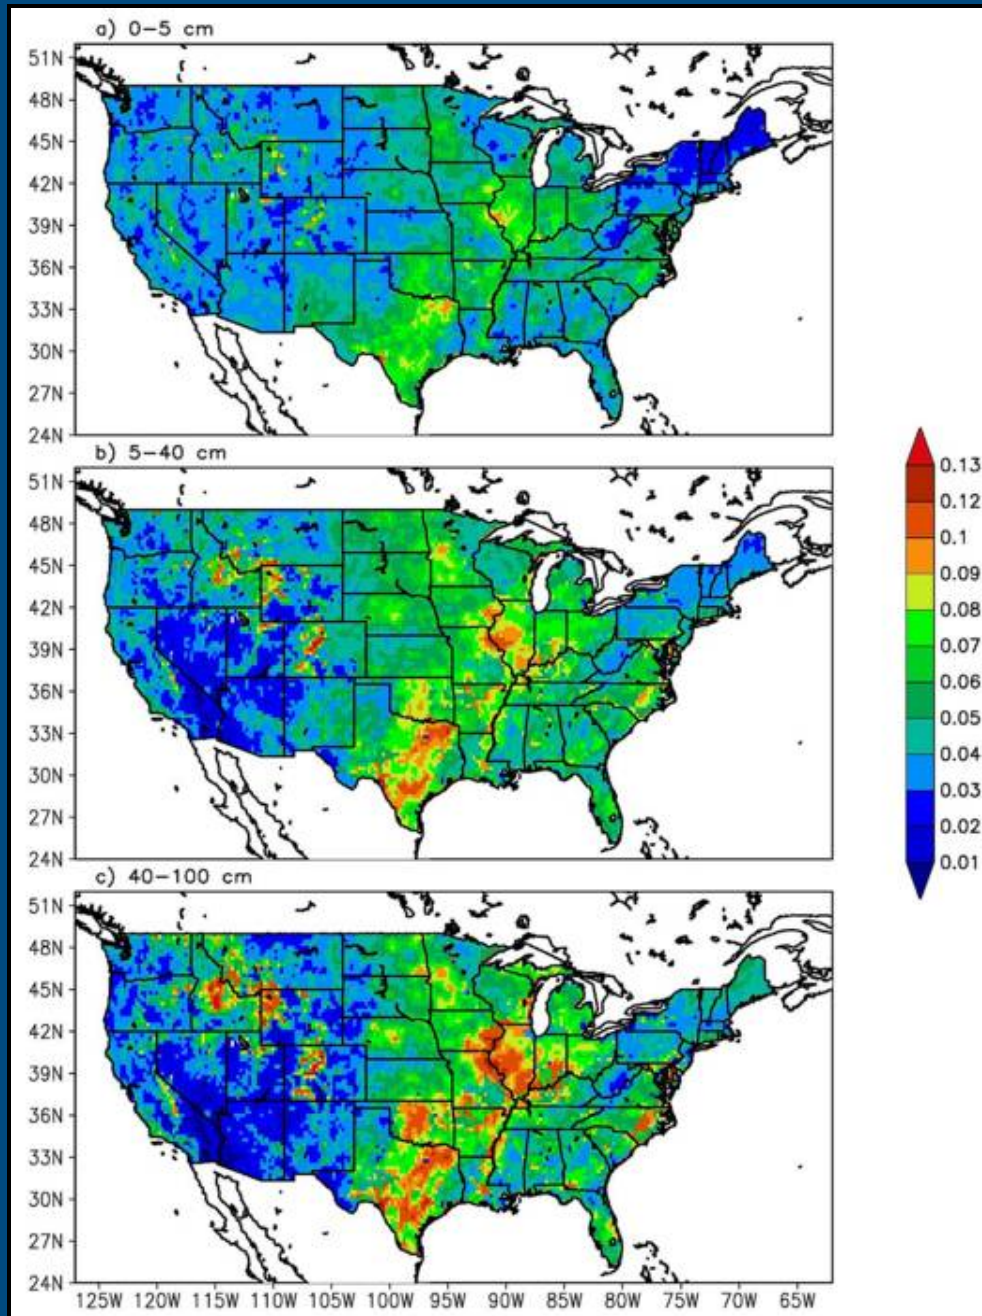 a) 0-5 cm
51N
48N
45N
42N
39N
36N
33N
30N
27N
24N
b) 5-40 cm
51N
48N
45N
42N
39N
36N
33N
30N
27N
24N
c) 40-100 cm
51N
48N
45N
42N
39N
36N
33N
30N
27N
24N
125W 120W 115W 110W 105W 100W 95W 90W 85W 80W 75W 70W 65W
0.13
0.12
0.1
0.09
0.08
0.07
0.06
0.05
0.04
0.03
0.02
0.01